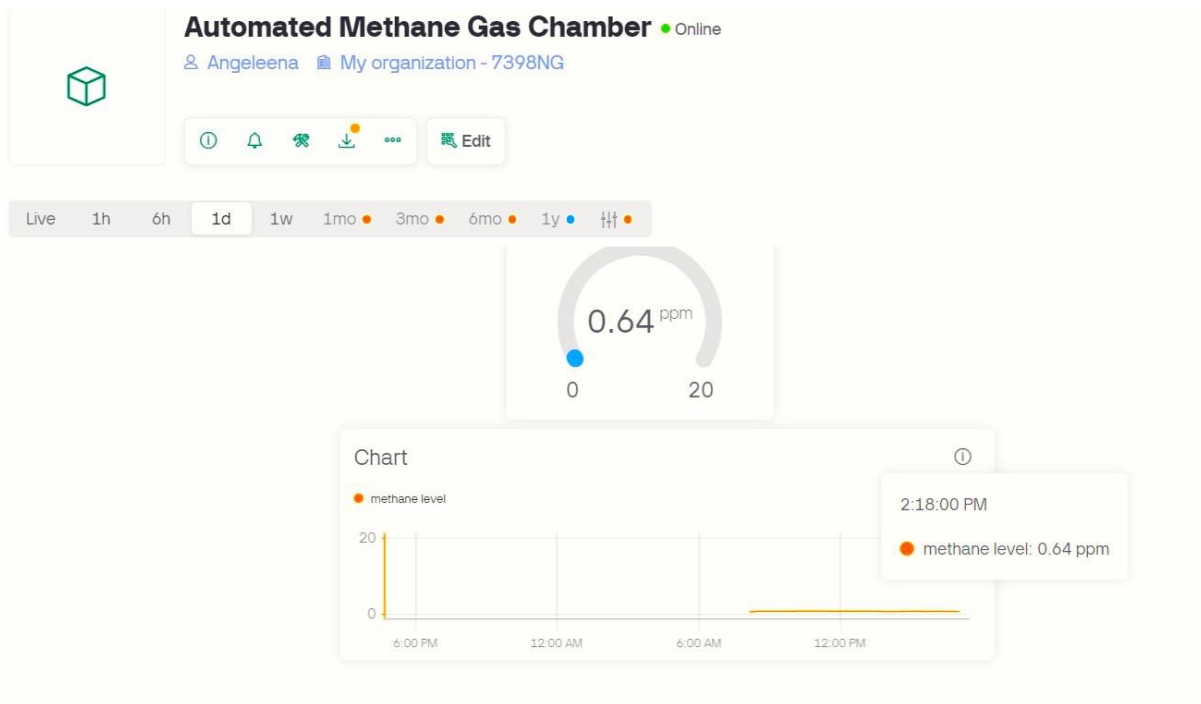 Automated Methane Gas Chamber Online
Angeleena My organization - 7398NG
Edit
Live 1h 6h 1d 1w 1mo 3mo 6mo 1y
0.64 ppm
0 20
Chart
methane level
2:18:00 PM
methane level: 0.64 ppm
20
0
6:00 PM 12:00 AM 6:00 AM 12:00 PM